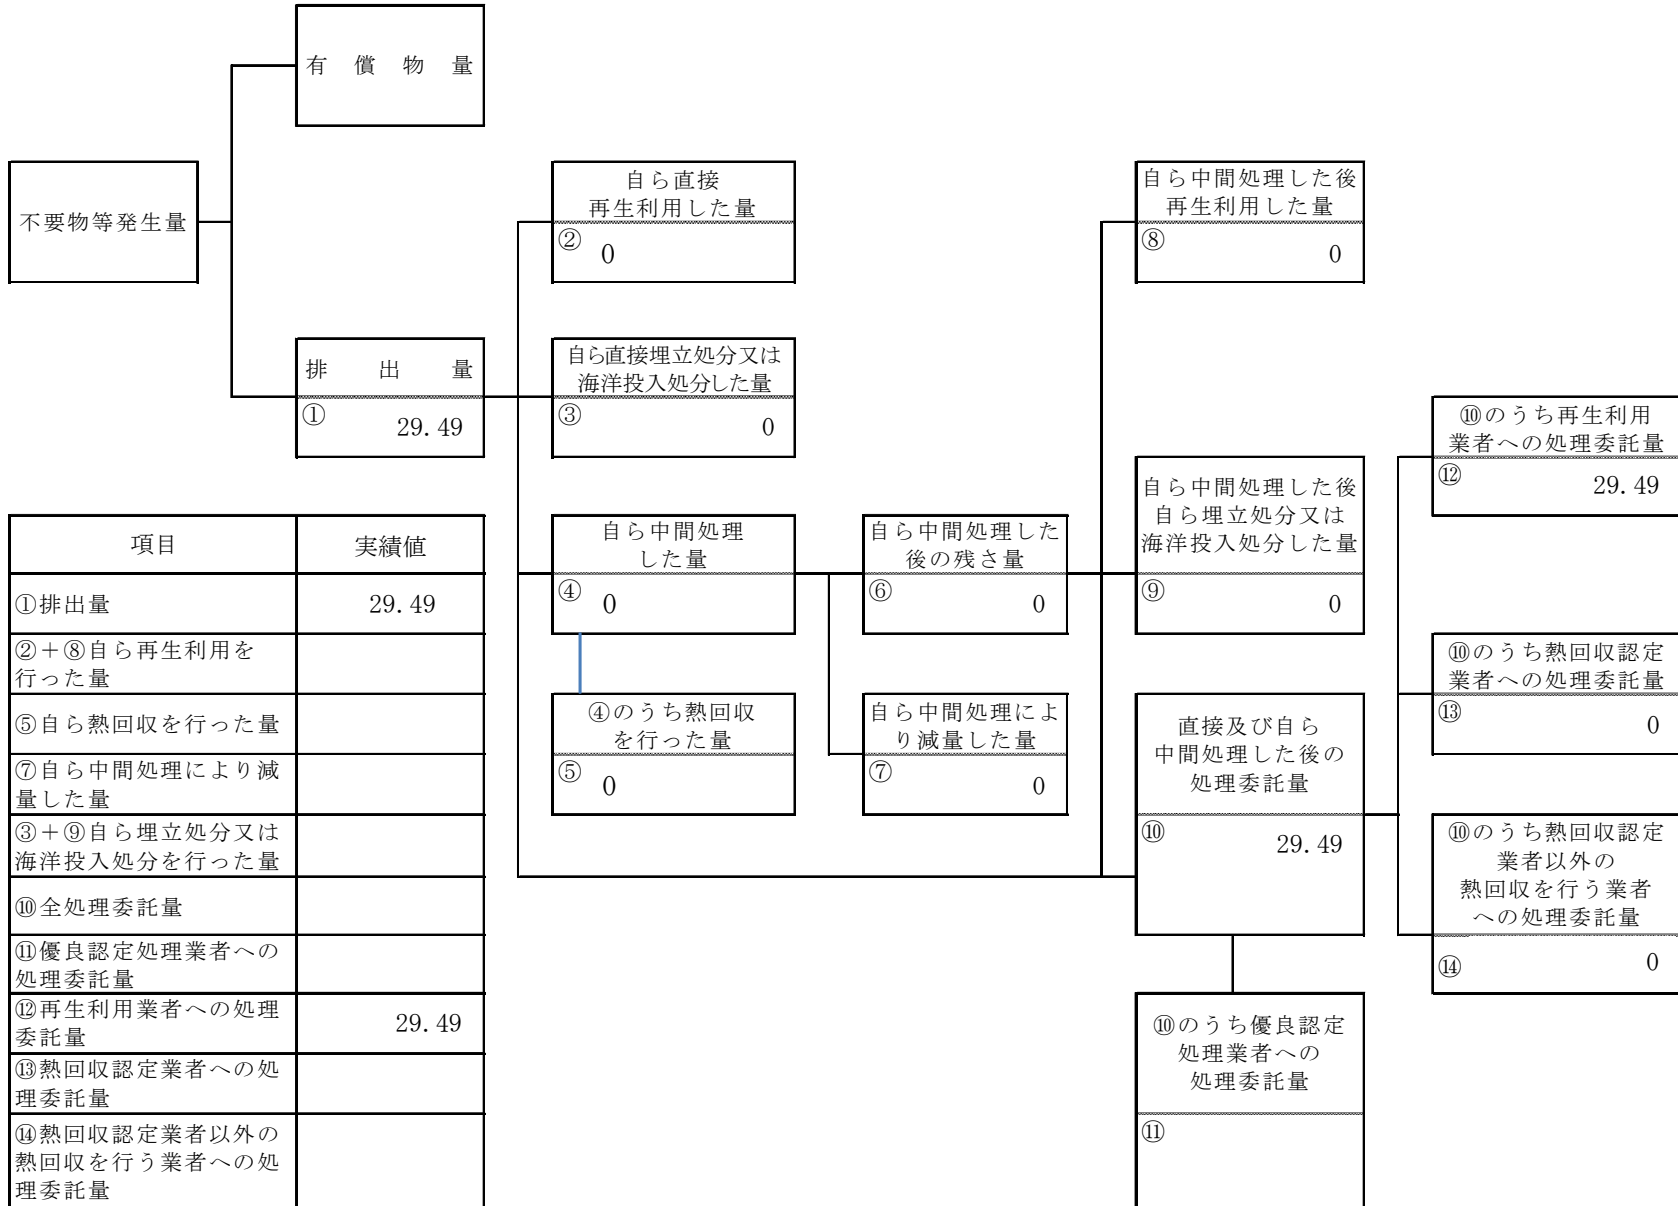 有　償　物　量
不要物等発生量
自ら直接
再生利用した量
②
0
自ら中間処理した後
再生利用した量
⑧
0
排　出　量
①
29.49
自ら直接埋立処分又は
海洋投入処分した量
③
0
⑩のうち再生利用
業者への処理委託量
⑫
29.49
自ら中間処理した後
自ら埋立処分又は
海洋投入処分した量
⑨
0
自ら中間処理
した量
④
0
自ら中間処理した
後の残さ量
⑥
0
④のうち熱回収
を行った量
⑤
0
自ら中間処理によ
り減量した量
⑦
0
直接及び自ら
中間処理した後の
処理委託量
⑩
29.49
⑩のうち熱回収認定
業者への処理委託量
⑬
0
⑩のうち熱回収認定
業者以外の
熱回収を行う業者
への処理委託量
⑭
0
⑩のうち優良認定
処理業者への
処理委託量
⑪
項目
実績値
①排出量
29.49
②＋⑧自ら再生利用を
行った量
⑤自ら熱回収を行った量
⑦自ら中間処理により減
量した量
③＋⑨自ら埋立処分又は
海洋投入処分を行った量
⑩全処理委託量
⑪優良認定処理業者への
処理委託量
⑫再生利用業者への処理
委託量
29.49
⑬熱回収認定業者への処
理委託量
⑭熱回収認定業者以外の
熱回収を行う業者への処
理委託量